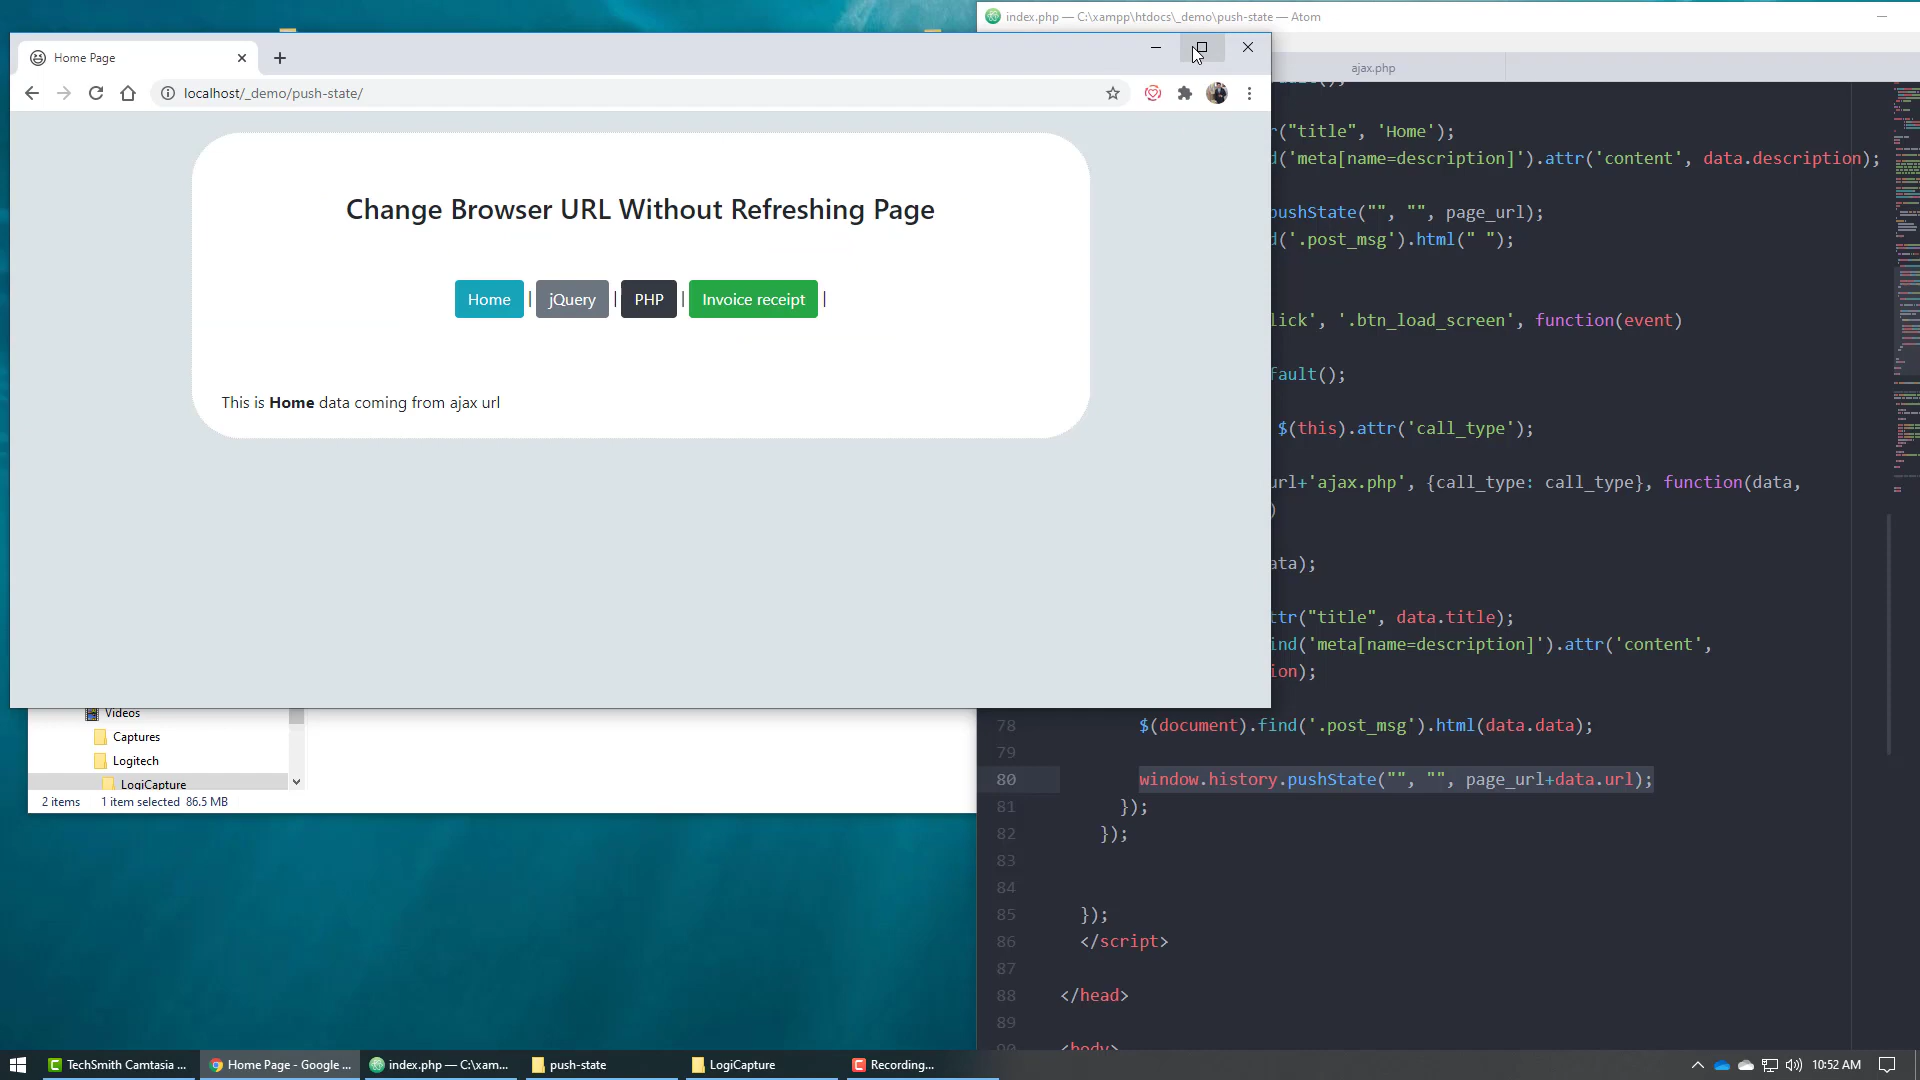 index.php — C:\xampp\htdocs\_demo\push-state — Atom
Home Page
localhost/_demo/push-state/
ajax.php
Change Browser URL Without Refreshing Page
Home | jQuery | PHP | Invoice receipt |
This is Home data coming from ajax url
("title", 'Home');
('meta[name=description]').attr('content', data.description);
pushState("", "", page_url);
('.post_msg').html(" ");
lick', '.btn_load_screen', function(event)
fault();
$(this).attr('call_type');
url+'ajax.php', {call_type: call_type}, function(data,
)
ata);
ttr("title", data.title);
ind('meta[name=description]').attr('content',
ion);
78 $(document).find('.post_msg').html(data.data);
79
80 window.history.pushState("", "", page_url+data.url);
81 });
82 });
83
84
85 });
86 </script>
87
88 </head>
89
90 <body>
Videos
Captures
Logitech
LogiCapture
2 items 1 item selected 86.5 MB
TechSmith Camtasia ...
Home Page - Google ...
index.php — C:\xam...
push-state
LogiCapture
Recording...
10:52 AM